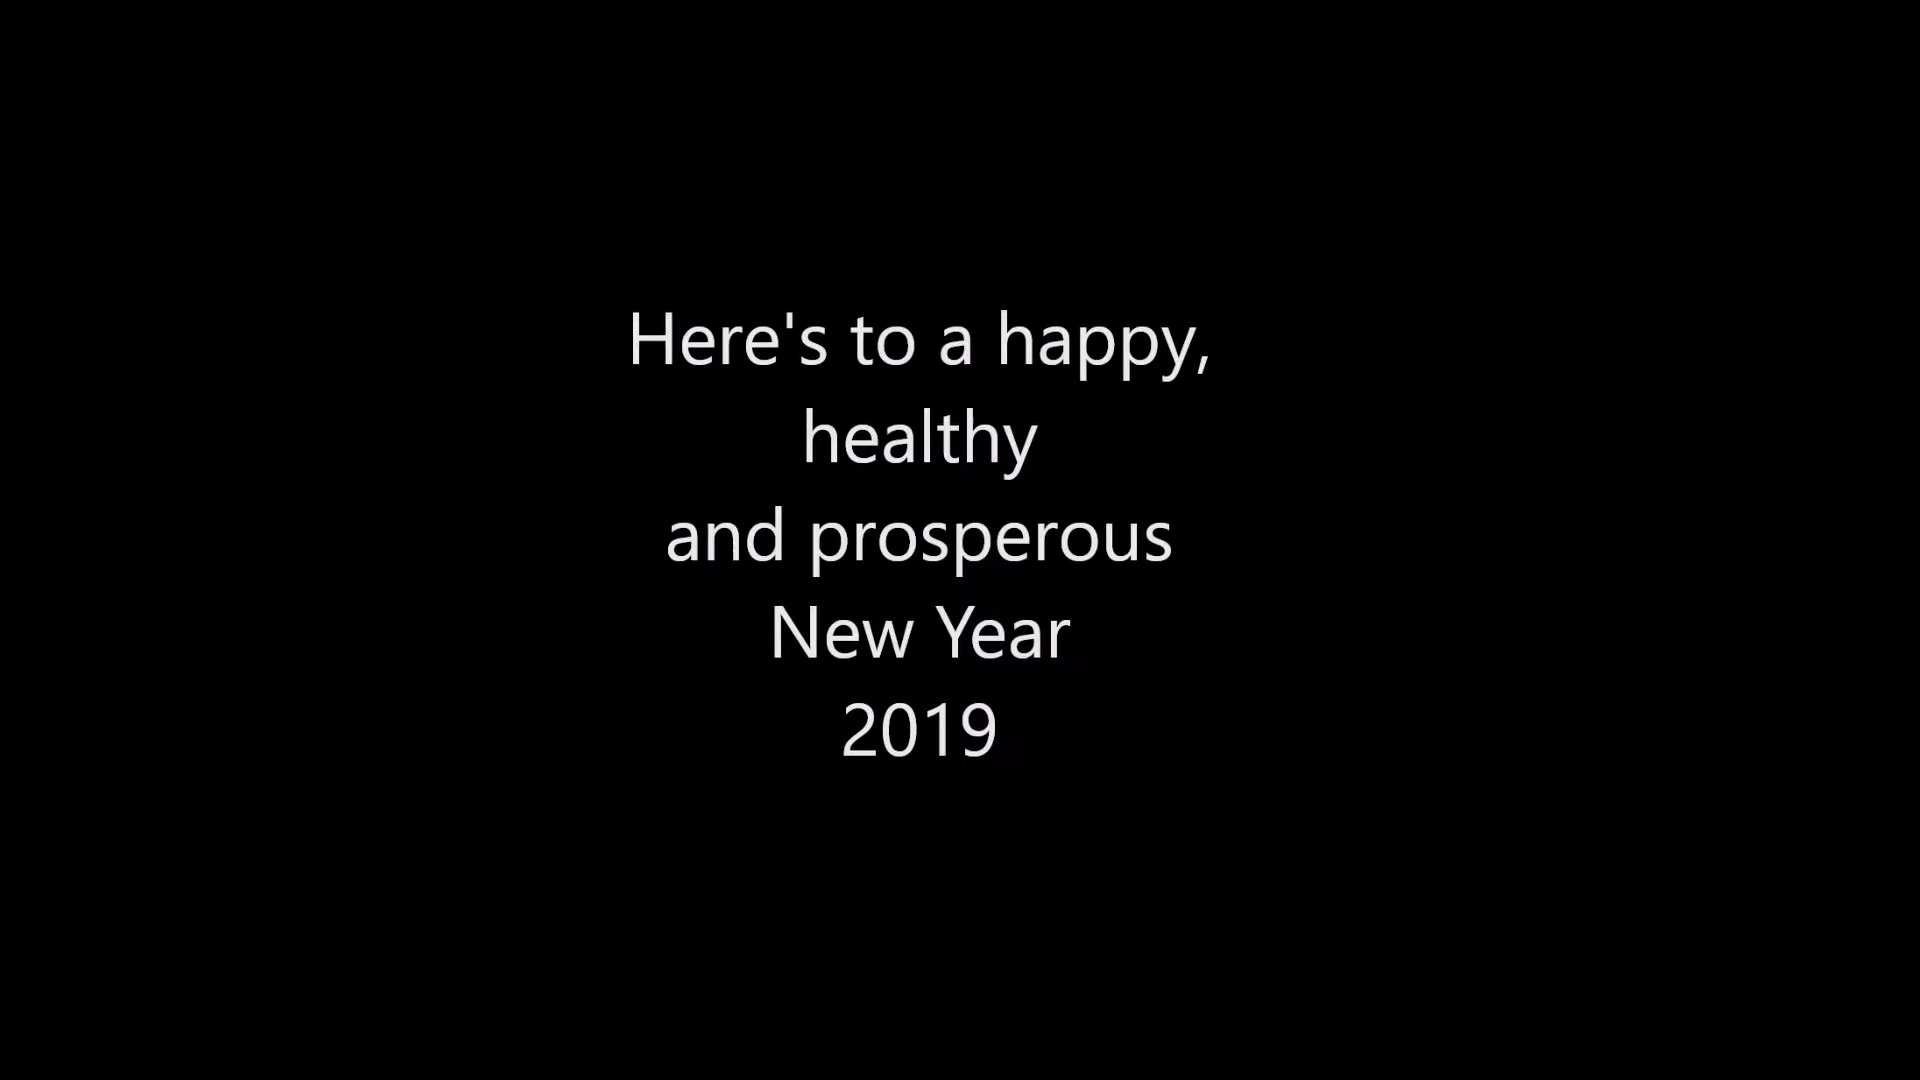 Here's to a happy,
healthy
and prosperous
New Year
2019